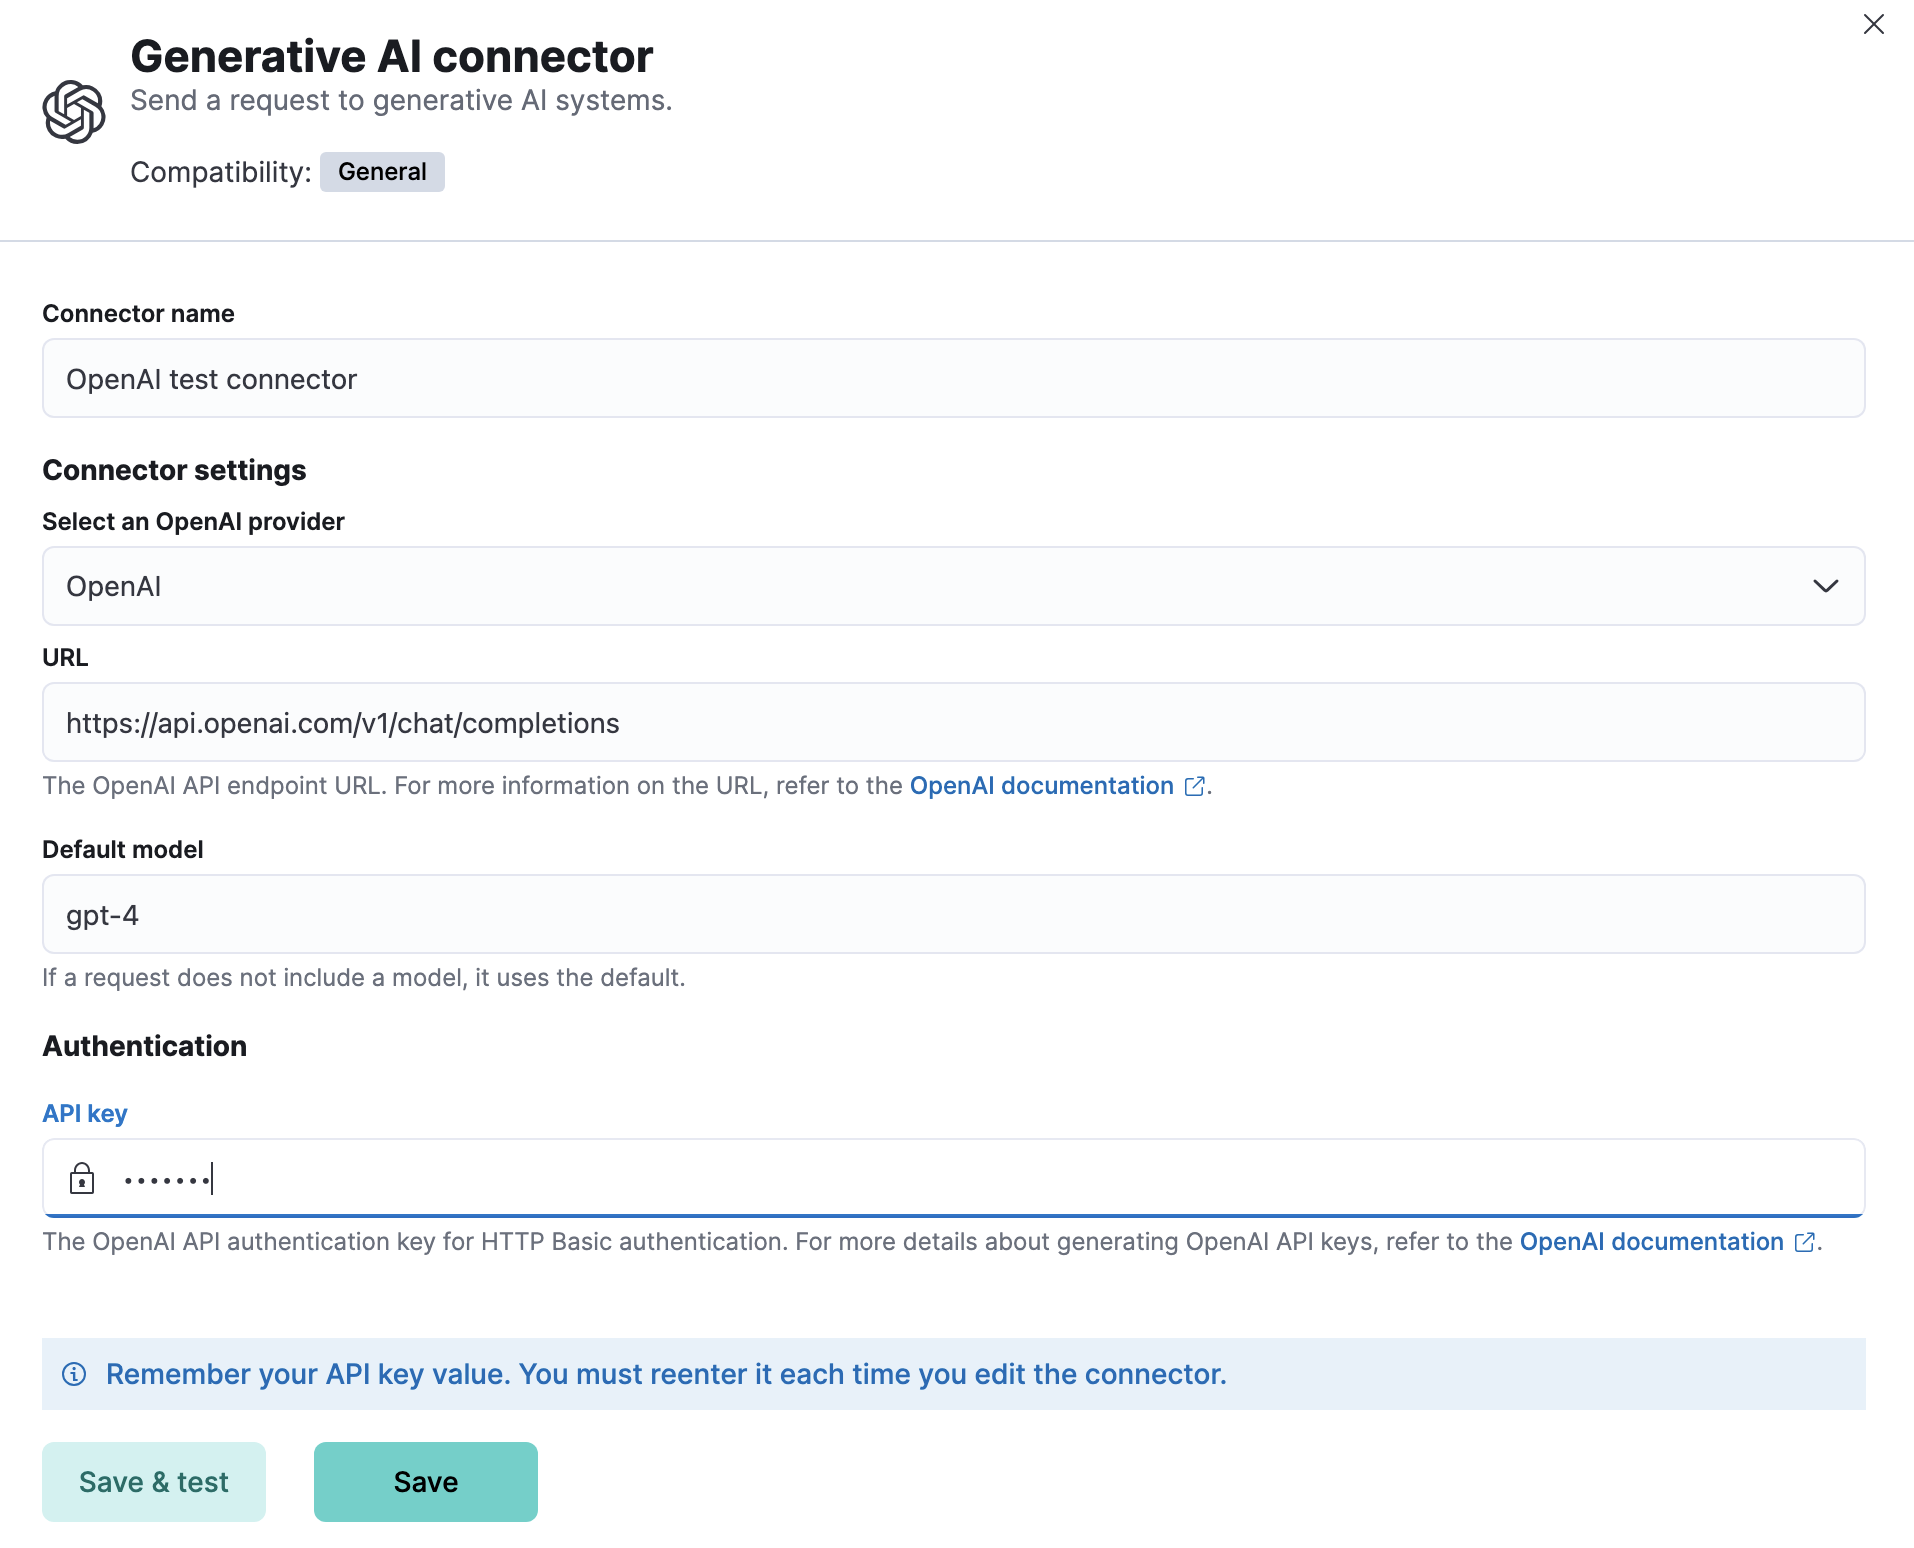 Generative AI connector
Send a request to generative AI systems.
Compatibility: General
Connector name
OpenAI test connector
Connector settings
Select an OpenAI provider
OpenAI
URL
https://api.openai.com/v1/chat/completions
The OpenAI API endpoint URL. For more information on the URL, refer to the OpenAI documentation.
Default model
gpt-4
If a request does not include a model, it uses the default.
Authentication
API key
•••••••
The OpenAI API authentication key for HTTP Basic authentication. For more details about generating OpenAI API keys, refer to the OpenAI documentation.
Remember your API key value. You must reenter it each time you edit the connector.
Save & test Save